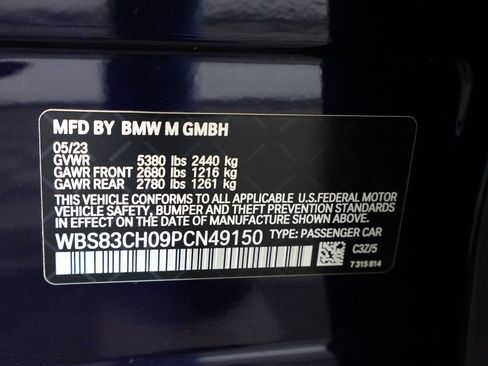 MFD BY BMW M GMBH
05/23
GVWR 5380 lbs 2440 kg
GAWR FRONT 2680 lbs 1216 kg
GAWR REAR 2780 lbs 1261 kg
THIS VEHICLE CONFORMS TO ALL APPLICABLE U.S.FEDERAL MOTOR
VEHICLE SAFETY, BUMPER AND THEFT PREVENTION STANDARDS IN
EFFECT ON THE DATE OF MANUFACTURE SHOWN ABOVE.
WBS83CH09PCN49150 TYPE: PASSENGER CAR
C3Z/5
7 315 814